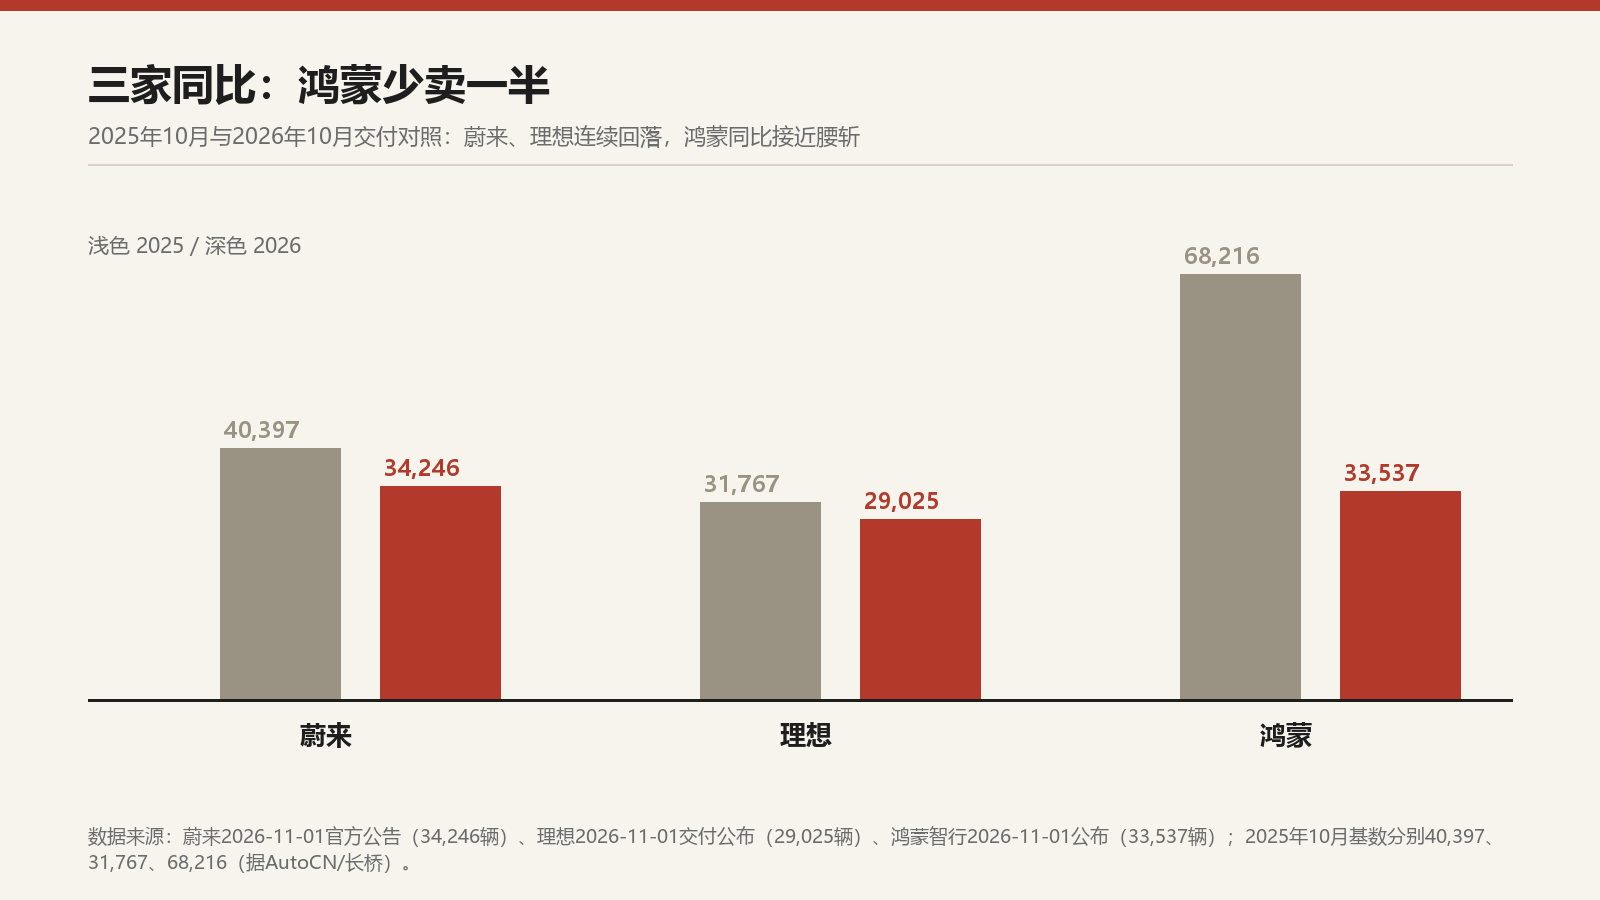 三家同比：鸿蒙少卖一半
2025年10月与2026年10月交付对照：蔚来、理想连续回落，鸿蒙同比接近腰斩
浅色 2025 / 深色 2026
40,397
34,246
31,767
29,025
68,216
33,537
蔚来
理想
鸿蒙
数据来源：蔚来2026-11-01官方公告（34,246辆）、理想2026-11-01交付公布（29,025辆）、鸿蒙智行2026-11-01公布（33,537辆）；2025年10月基数分别40,397、
31,767、68,216（据AutoCN/长桥）。